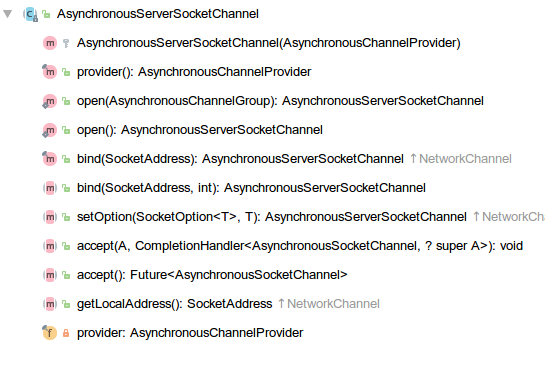 AsynchronousServerSocketChannel
AsynchronousServerSocketChannel(AsynchronousChannelProvider)
provider(): AsynchronousChannelProvider
open(AsynchronousChannelGroup): AsynchronousServerSocketChannel
open(): AsynchronousServerSocketChannel
bind(SocketAddress): AsynchronousServerSocketChannel ↑NetworkChannel
bind(SocketAddress, int): AsynchronousServerSocketChannel
setOption(SocketOption<T>, T): AsynchronousServerSocketChannel ↑NetworkCh
accept(A, CompletionHandler<AsynchronousSocketChannel, ? super A>): void
accept(): Future<AsynchronousSocketChannel>
getLocalAddress(): SocketAddress ↑NetworkChannel
provider: AsynchronousChannelProvider